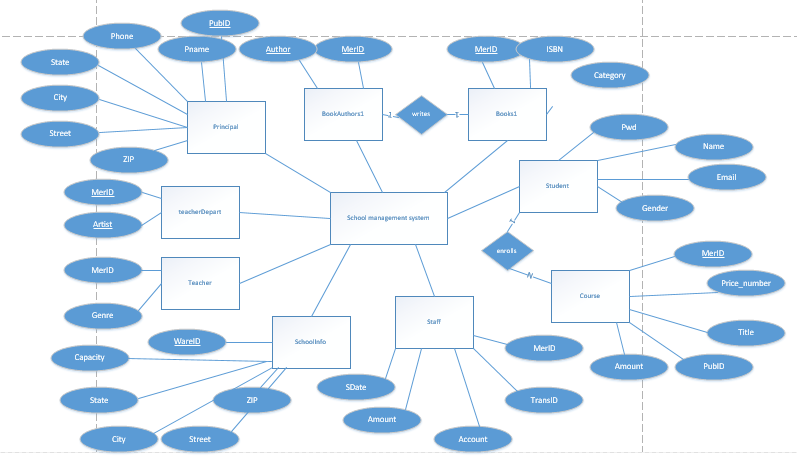 PubID
Phone
Pname
Author
MerID
MerID
ISBN
State
Category
City
BookAuthors1
1
writes
1
Books1
Street
Principal
Pwd
Name
ZIP
Student
Email
MerID
teacherDepart
Gender
Artist
School management system
1
enrolls
MerID
MerID
N
Price_number
Teacher
Course
Genre
Staff
Title
WareID
SchoolInfo
MerID
Capacity
Amount
PubID
SDate
State
ZIP
TransID
Amount
City
Street
Account